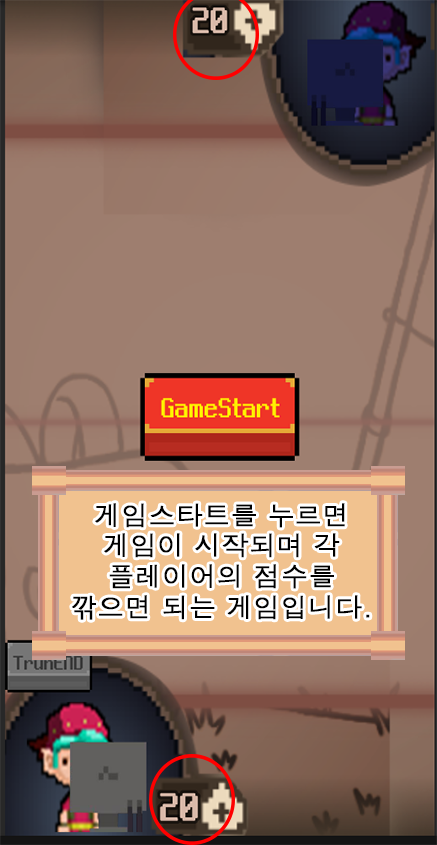 20
GameStart
게임스타트를 누르면
게임이 시작되며 각
플레이어의 점수를
깎으면 되는 게임입니다.
TrunEND
20